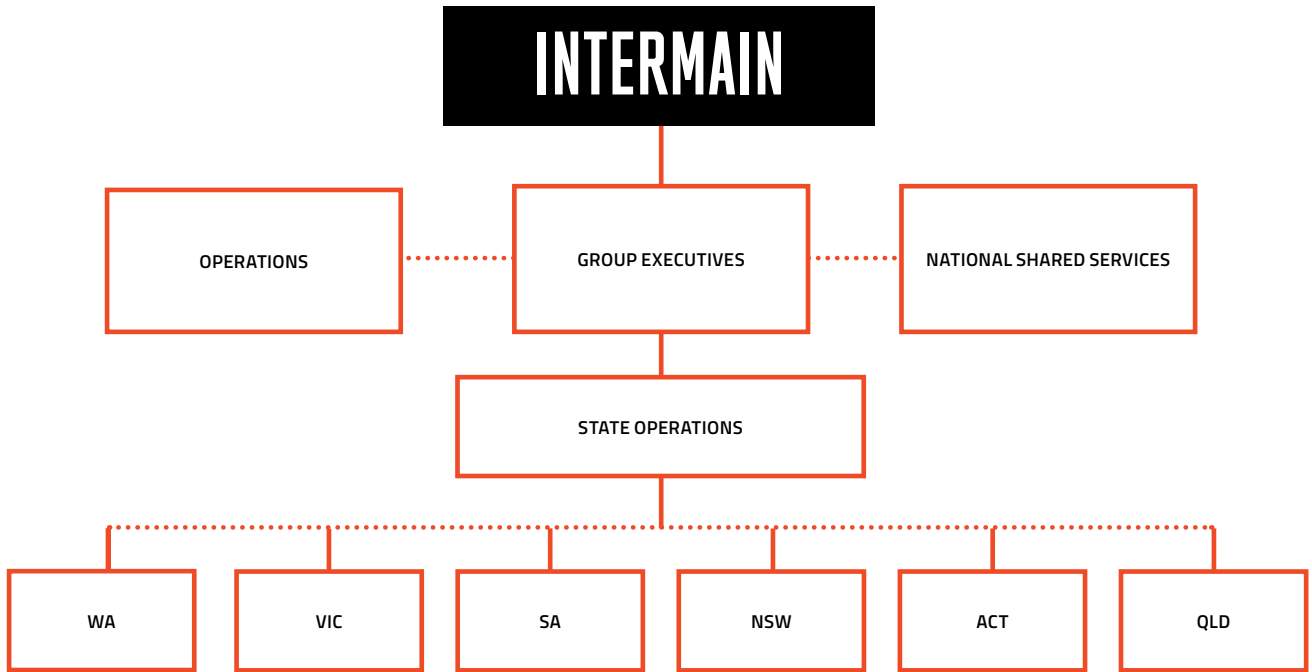 INTERMAIN
OPERATIONS
GROUP EXECUTIVES
NATIONAL SHARED SERVICES
STATE OPERATIONS
WA
VIC
SA
NSW
ACT
QLD